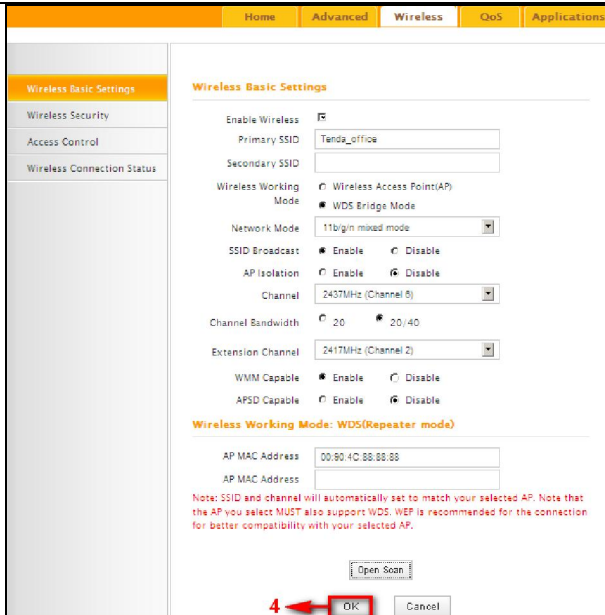 Home Advanced Wireless QoS Applications
Wireless Basic Settings
Wireless Security
Access Control
Wireless Connection Status
Wireless Basic Settings
Enable Wireless
Primary SSID Tenda_office
Secondary SSID
Wireless Working Mode Wireless Access Point(AP)
WDS Bridge Mode
Network Mode 11b/g/n mixed mode
SSID Broadcast Enable Disable
AP Isolation Enable Disable
Channel 2437MHz (Channel 6)
Channel Bandwidth 20 20/40
Extension Channel 2417MHz (Channel 2)
WMM Capable Enable Disable
APSD Capable Enable Disable
Wireless Working Mode: WDS(Repeater mode)
AP MAC Address 00:90:4C:88:88:88
AP MAC Address
Note: SSID and channel will automatically set to match your selected AP. Note that
the AP you select MUST also support WDS. WEP is recommended for the connection
for better compatibility with your selected AP.
Open Scan
4 OK Cancel